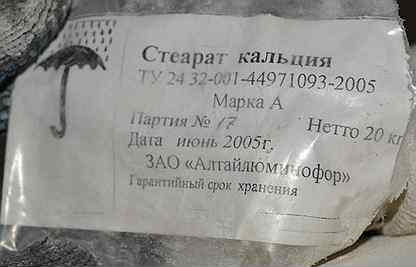 Стеарат кальция
ТУ 24 32-001-44971093-2005
Марка А
Партия № 17 Нетто 20 кг
Дата июнь 2005г.
ЗАО «Алтайлюминофор»
Гарантийный срок хранения